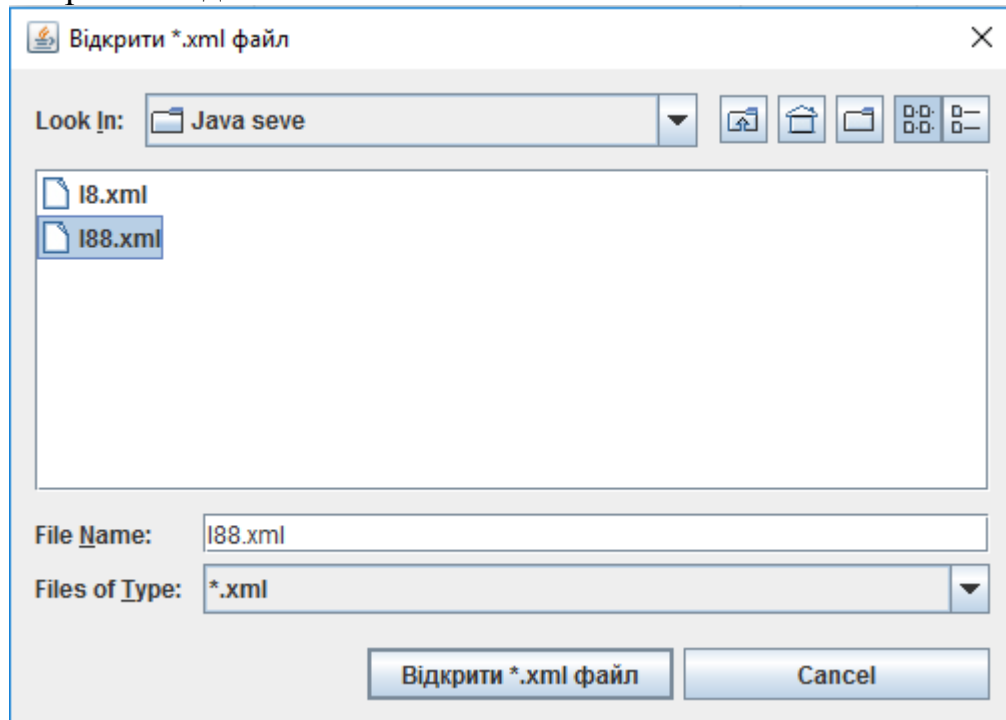 Відкрити *.xml файл
Look In:
Java seve
l8.xml
l88.xml
File Name:
l88.xml
Files of Type:
*.xml
Відкрити *.xml файл
Cancel